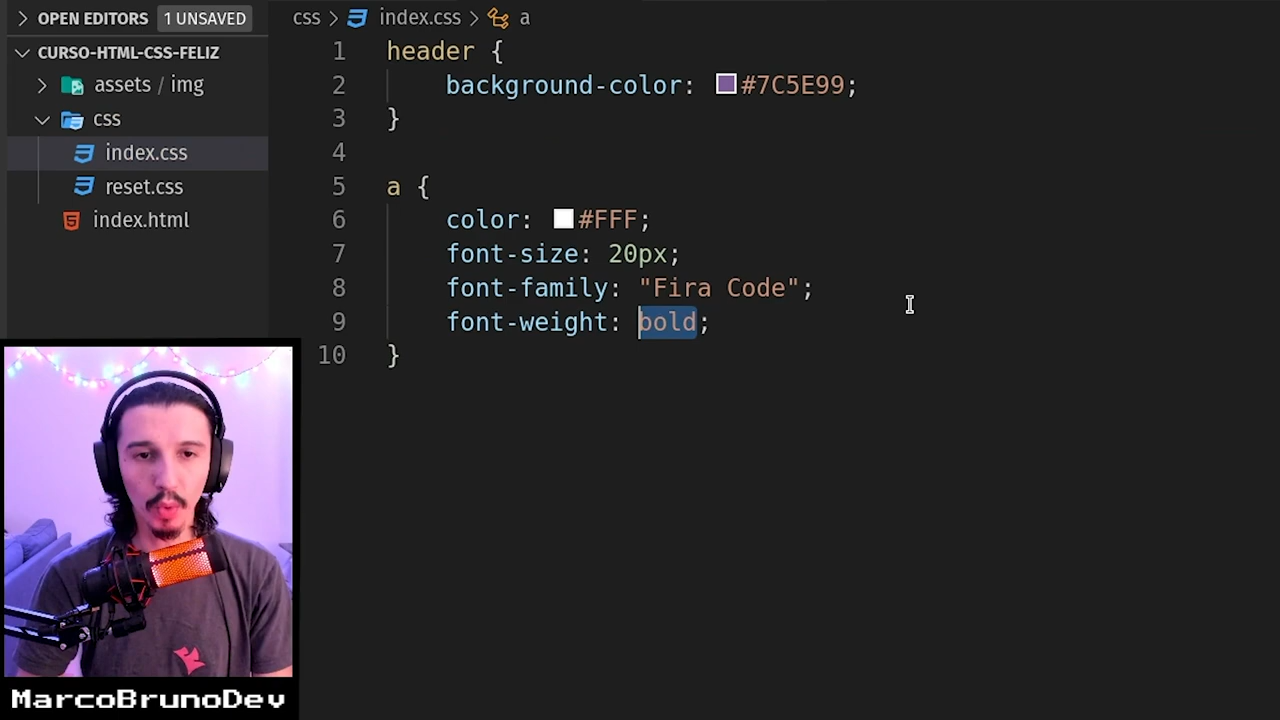 OPEN EDITORS 1 UNSAVED
CURSO-HTML-CSS-FELIZ
assets / img
css
index.css
reset.css
index.html
css > index.css > a
1 header {
2 background-color: #7C5E99;
3 }
4
5 a {
6 color: #FFF;
7 font-size: 20px;
8 font-family: "Fira Code";
9 font-weight: bold;
10 }
MarcoBrunoDev